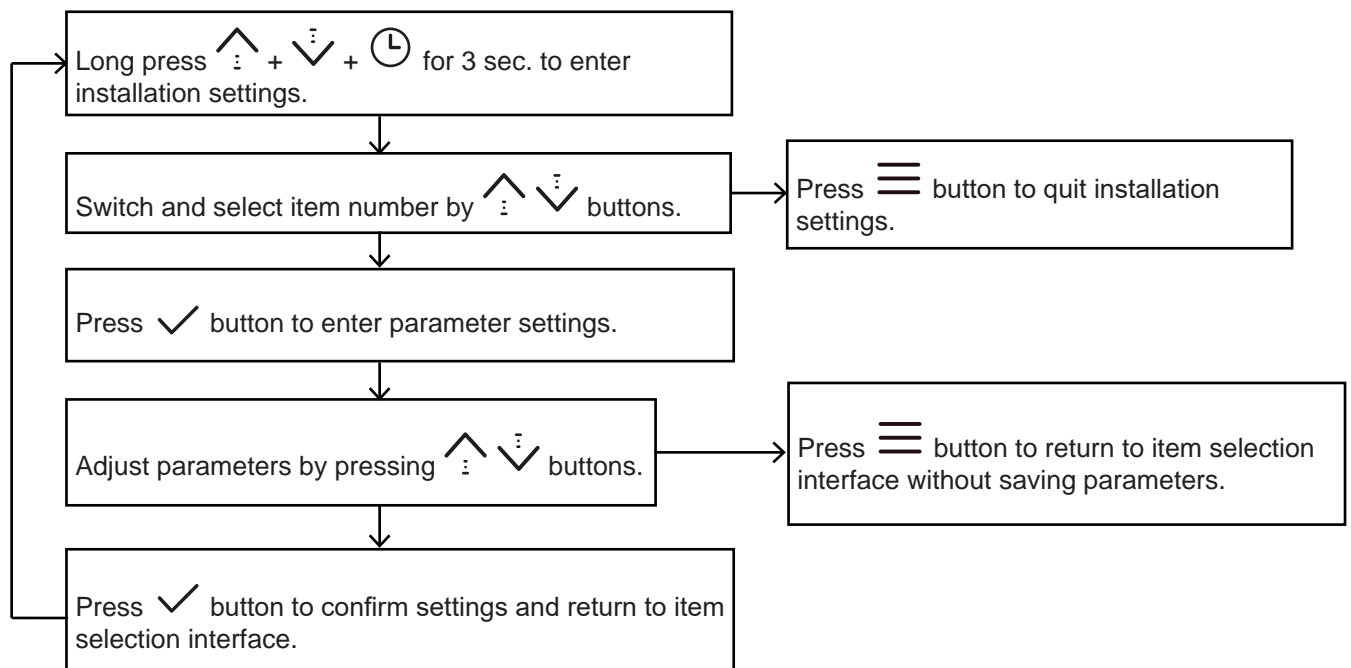 Long press + + for 3 sec. to enter
installation settings.
Switch and select item number by buttons.
Press button to quit installation
settings.
Press button to enter parameter settings.
Adjust parameters by pressing buttons.
Press button to return to item selection
interface without saving parameters.
Press button to confirm settings and return to item
selection interface.